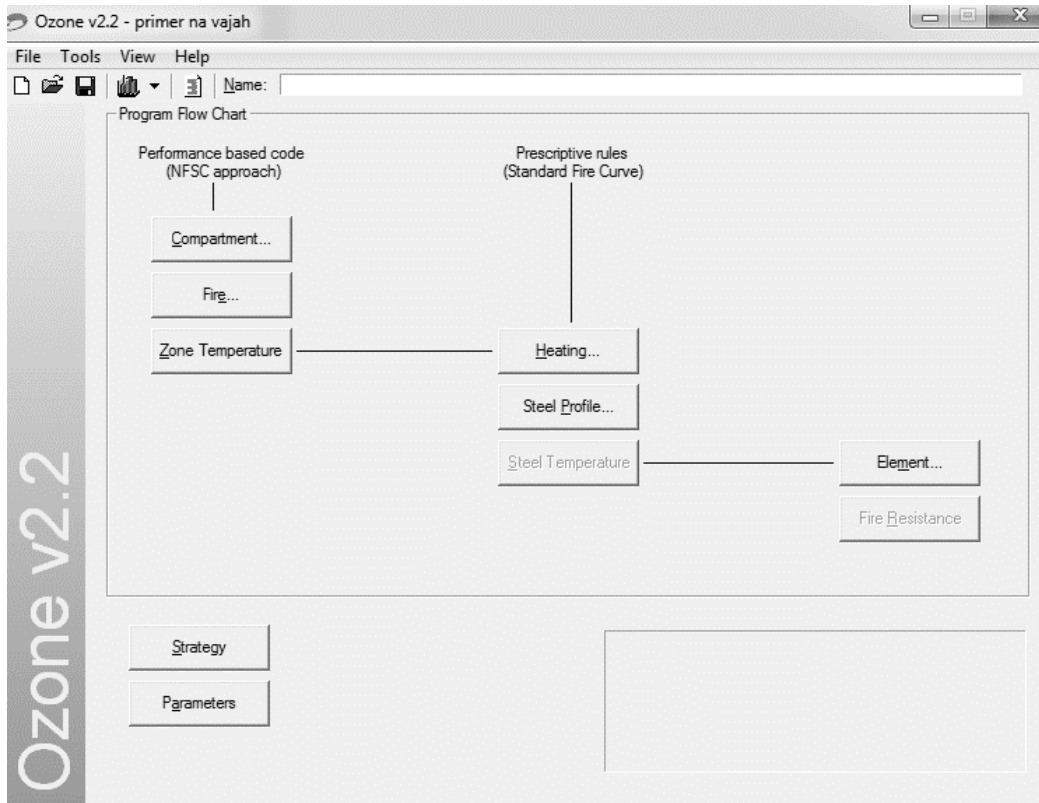 Ozone v2.2 - primer na vajah
File Tools View Help
Name:
Program Flow Chart
Performance based code
(NFSC approach)
Prescriptive rules
(Standard Fire Curve)
Compartment...
Fire...
Zone Temperature
Heating...
Steel Profile...
Steel Temperature
Element...
Fire Resistance
Strategy
Parameters
Ozone v2.2